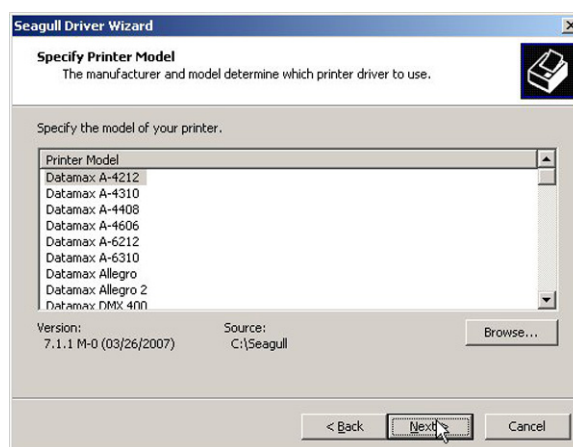 Seagull Driver Wizard
Specify Printer Model
The manufacturer and model determine which printer driver to use.
Specify the model of your printer.
Printer Model
Datamax A-4212
Datamax A-4310
Datamax A-4408
Datamax A-4606
Datamax A-6212
Datamax A-6310
Datamax Allegro
Datamax Allegro 2
Datamax DMX 400
Version: Source:
7.1.1 M-0 (03/26/2007) C:\Seagull
Browse...
< Back Next > Cancel